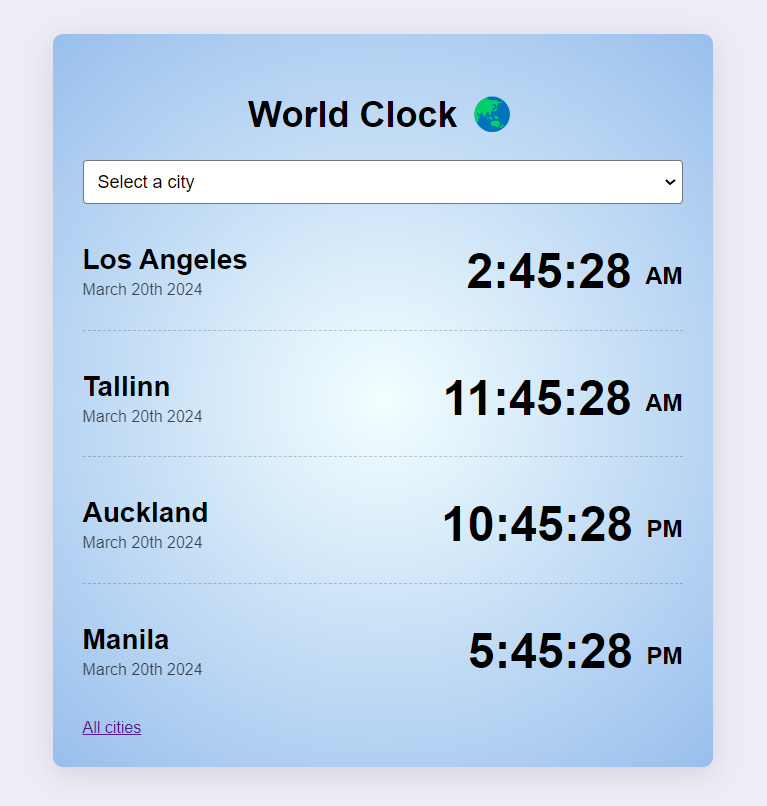 World Clock 🌏
Select a city
Los Angeles
March 20th 2024
2:45:28 AM
Tallinn
March 20th 2024
11:45:28 AM
Auckland
March 20th 2024
10:45:28 PM
Manila
March 20th 2024
5:45:28 PM
All cities